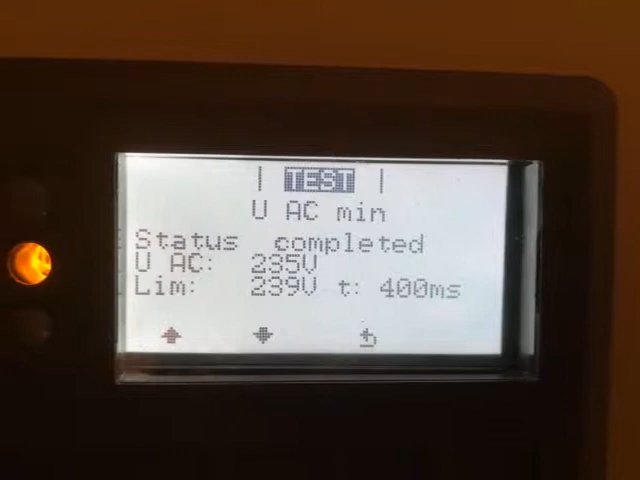 | TEST |
U AC min
Status completed
U AC: 235V
Lim: 239V t: 400ms